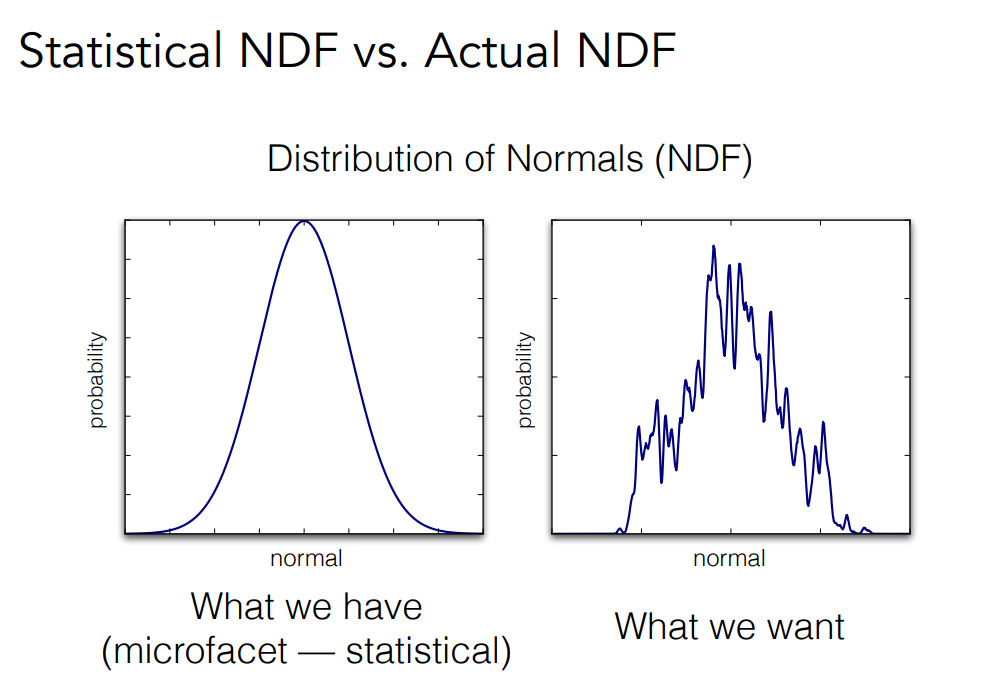 Statistical NDF vs. Actual NDF
Distribution of Normals (NDF)
probability
normal
probability
normal
What we have
(microfacet — statistical)
What we want